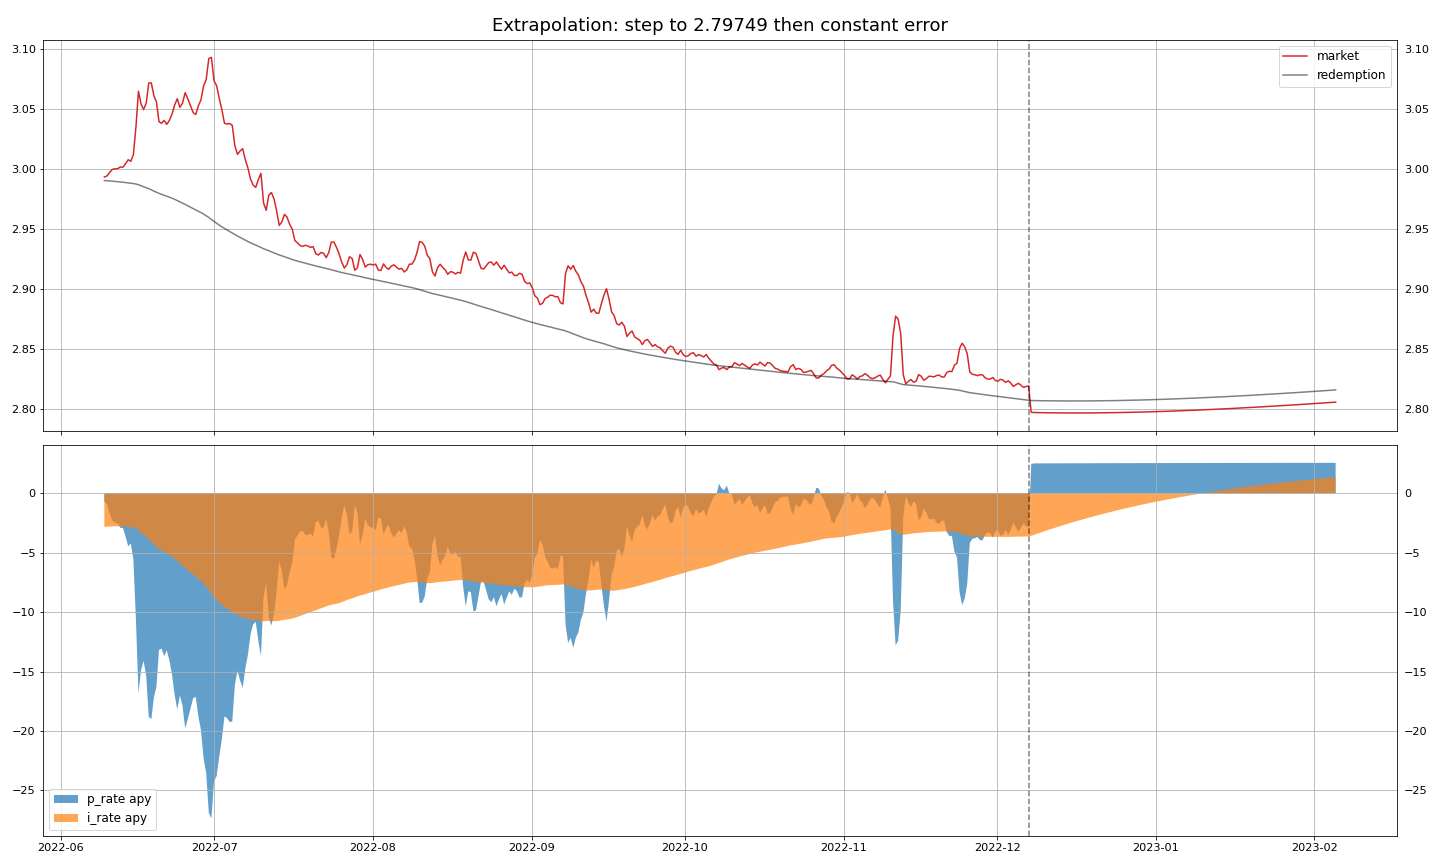 Extrapolation: step to 2.79749 then constant error
3.10 3.10
market
redemption
3.05 3.05
3.00 3.00
2.95 2.95
2.90 2.90
2.85 2.85
2.80 2.80
0 0
−5 −5
−10 −10
−15 −15
−20 −20
−25 −25
p_rate apy
i_rate apy
2022-06 2022-07 2022-08 2022-09 2022-10 2022-11 2022-12 2023-01 2023-02